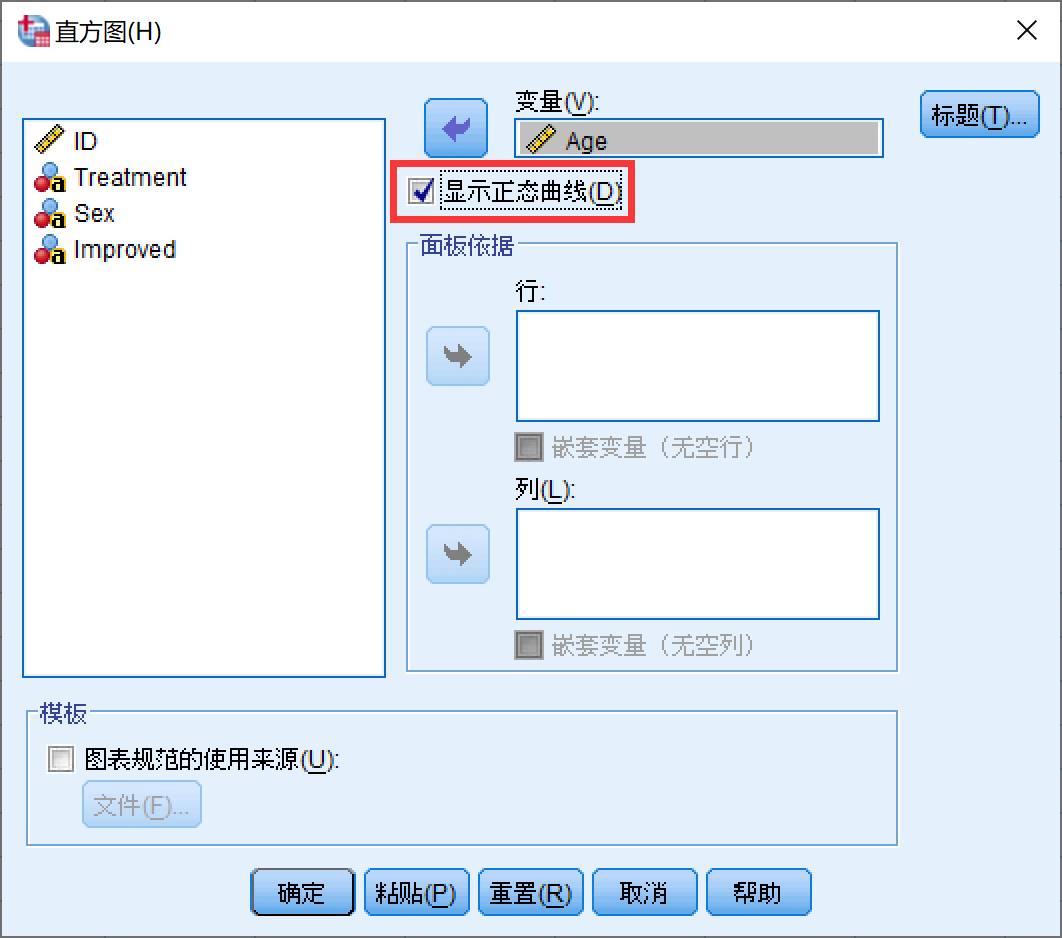 直方图(H)
变量(V):
Age
标题(T)...
ID
Treatment
Sex
Improved
显示正态曲线(D)
面板依据
行:
嵌套变量（无空行）
列(L):
嵌套变量（无空列）
模板
图表规范的使用来源(U):
文件(F)...
确定
粘贴(P)
重置(R)
取消
帮助